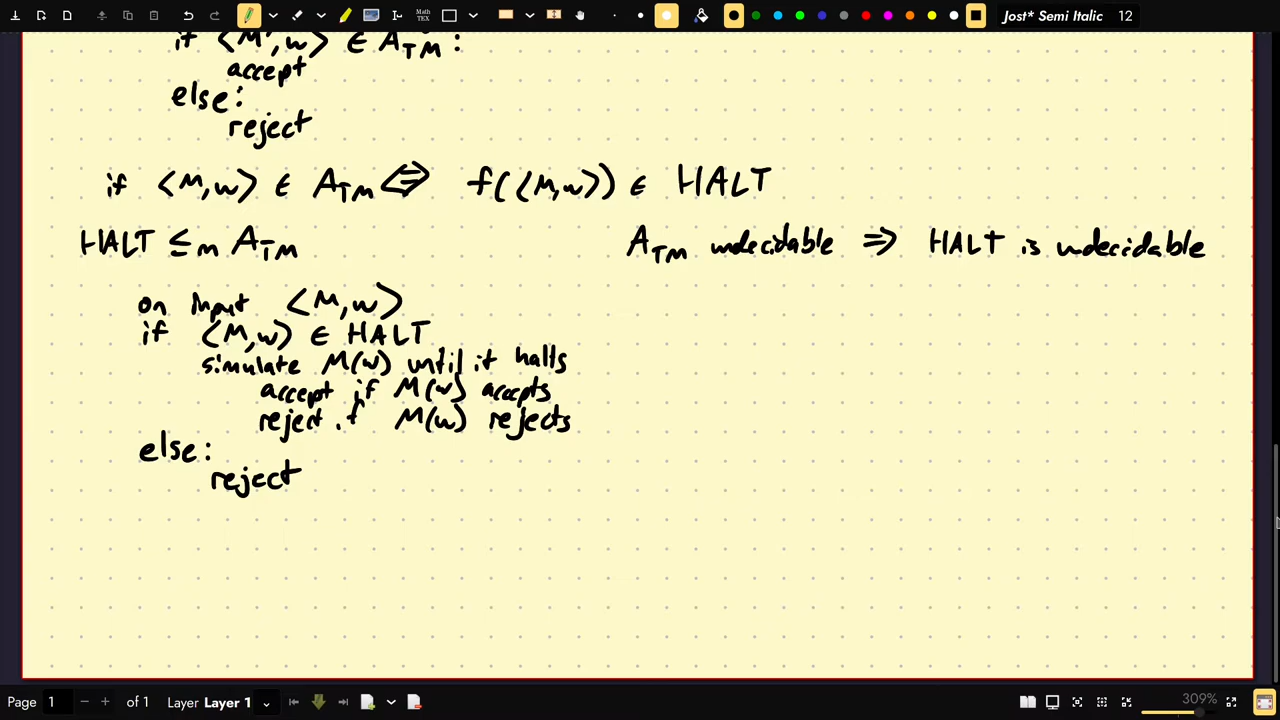 Math
TEX
Jost* Semi Italic 12
if ⟨M', w⟩ ∈ A_TM:
accept
else:
reject
if ⟨M,w⟩ ∈ A_TM ⇔ f(⟨M,w⟩) ∈ HALT
HALT ≤m A_TM
A_TM undecidable ⇒ HALT is undecidable
on input ⟨M,w⟩
if ⟨M,w⟩ ∈ HALT
simulate M(w) until it halts
accept if M(w) accepts
reject if M(w) rejects
else:
reject
Page 1 of 1 Layer Layer 1 309%